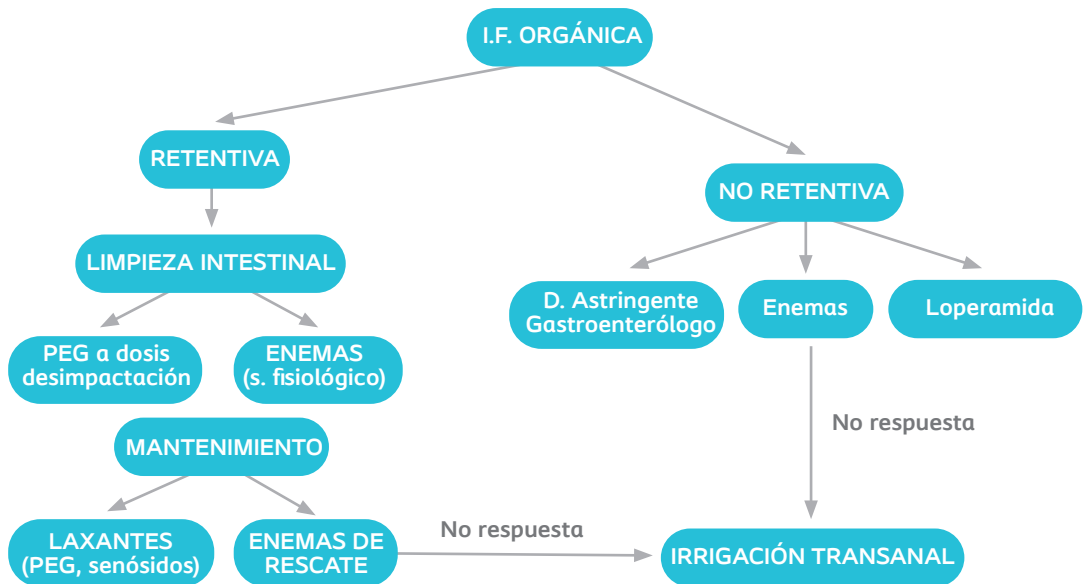 I.F. ORGÁNICA
RETENTIVA
NO RETENTIVA
LIMPIEZA INTESTINAL
D. Astringente
Gastroenterólogo
Enemas
Loperamida
PEG a dosis
desimpactación
ENEMAS
(s. fisiológico)
No respuesta
MANTENIMIENTO
LAXANTES
(PEG, senósidos)
ENEMAS DE
RESCATE
No respuesta
IRRIGACIÓN TRANSANAL